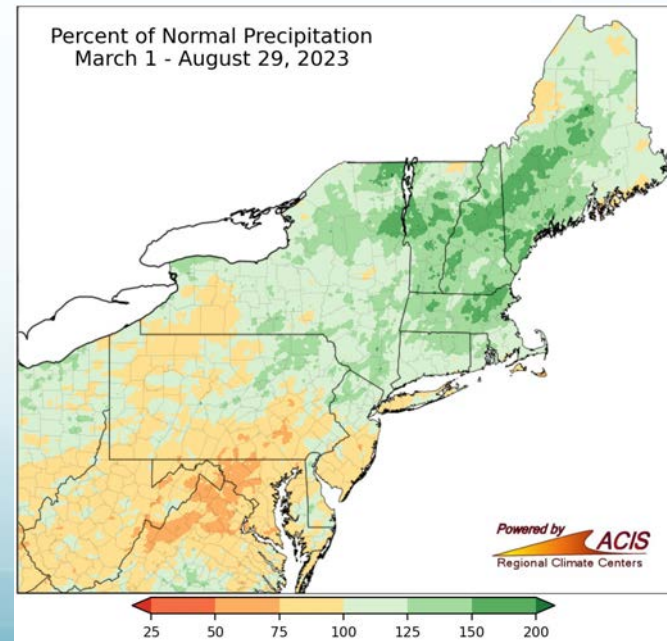 Percent of Normal Precipitation
March 1 - August 29, 2023
Powered by
ACIS
Regional Climate Centers
25 50 75 100 125 150 200